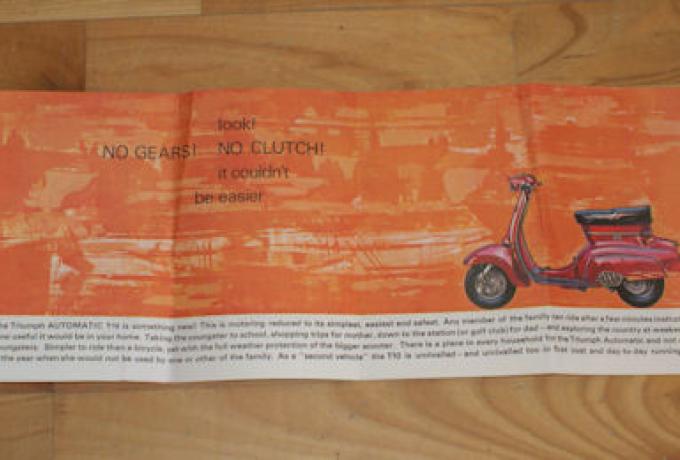 look!
NO GEARS! NO CLUTCH!
it couldn't
be easier
he Triumph AUTOMATIC T10 is something new! This is motoring reduced to its simplest, easiest and safest. Any member of the family can ride after a few minutes instruct
useful it would be in your home. Taking the youngster to school, shopping trips for mother, down to the station (or golf club) for dad – and exploring the country at weeken
oungsters. Simpler to ride than a bicycle, yet with the full weather protection of the bigger scooter. There is a place in every household for the Triumph Automatic and not a
the year when she would not be used by one or other of the family. As a "second vehicle" the T10 is unrivalled – and unrivalled too in first cost and day-to-day running